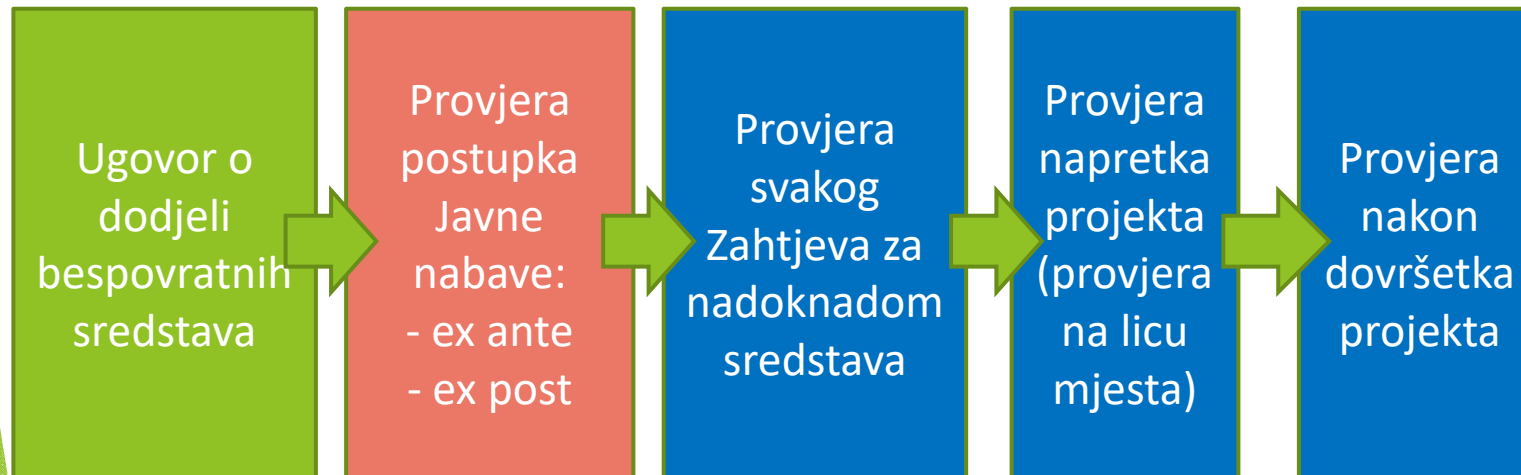 Ugovor o
dodjeli
bespovratnih
sredstava
Provjera
postupka
Javne
nabave:
- ex ante
- ex post
Provjera
svakog
Zahtjeva za
nadoknadom
sredstava
Provjera
napretka
projekta
(provjera
na licu
mjesta)
Provjera
nakon
dovršetka
projekta